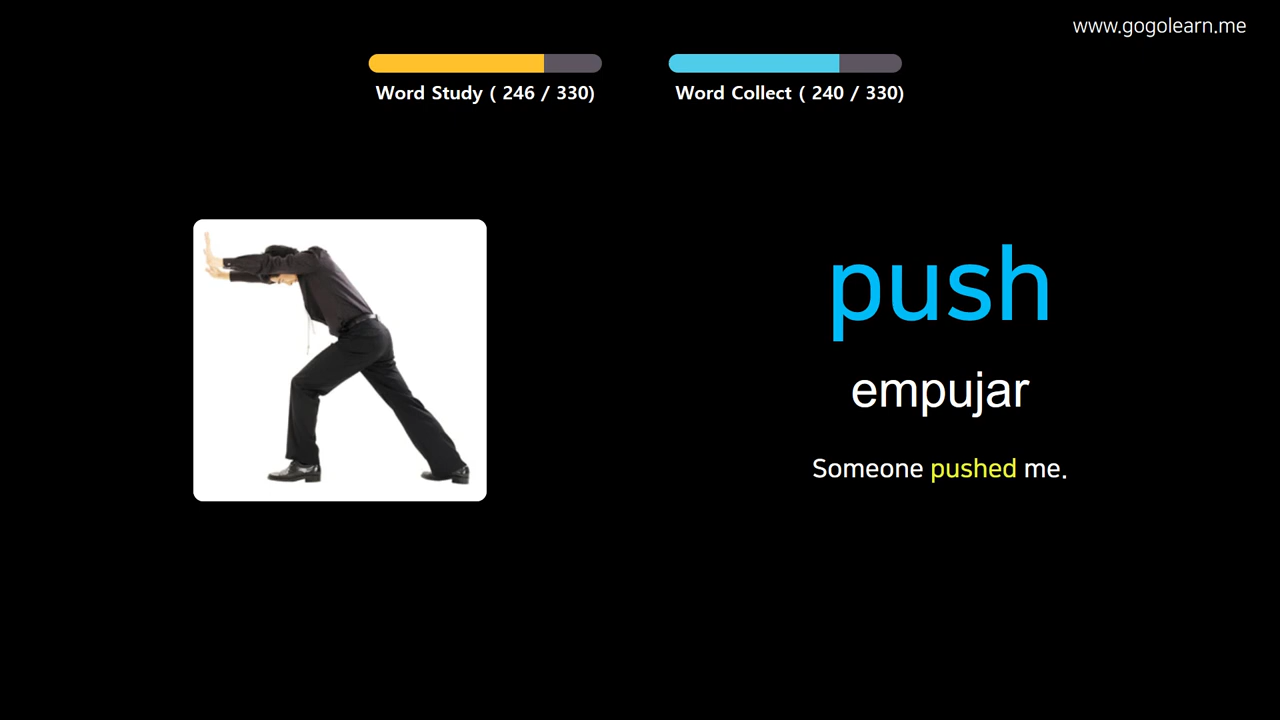 www.gogolearn.me
Word Study ( 246 / 330)
Word Collect ( 240 / 330)
push
empujar
Someone pushed me.